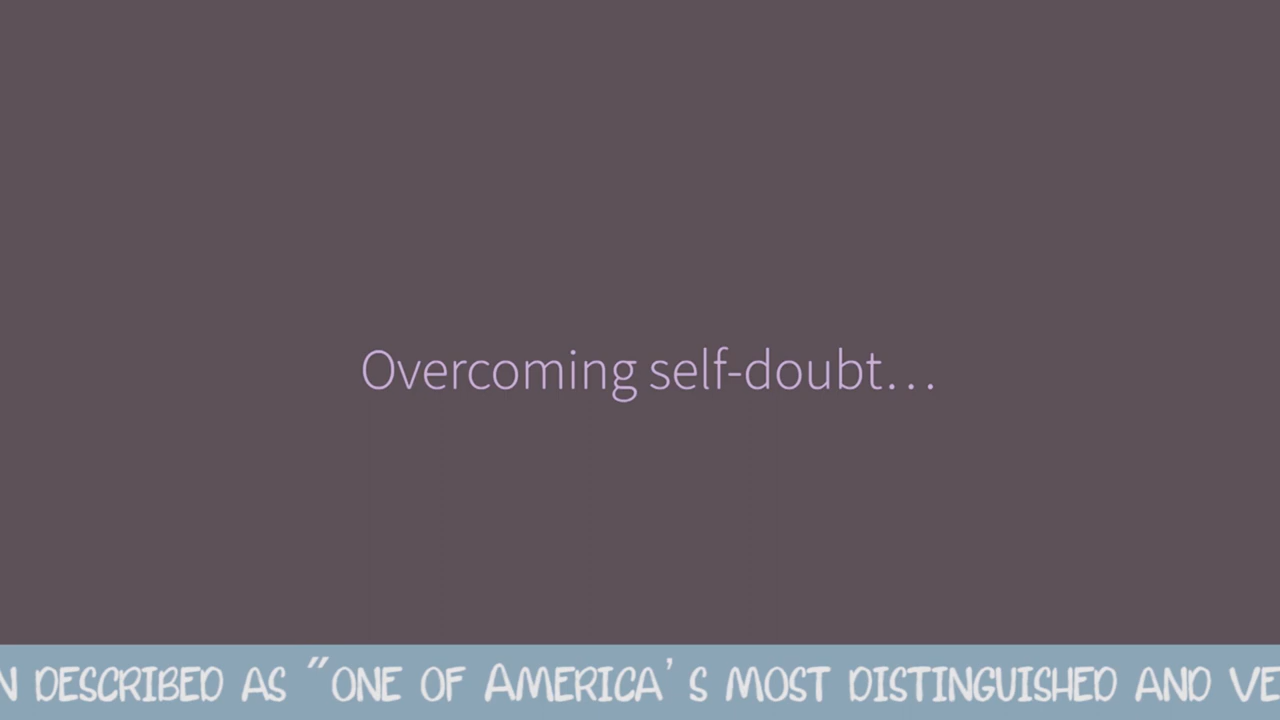 Overcoming self-doubt...
DESCRIBED AS "ONE OF AMERICA'S MOST DISTINGUISHED AND